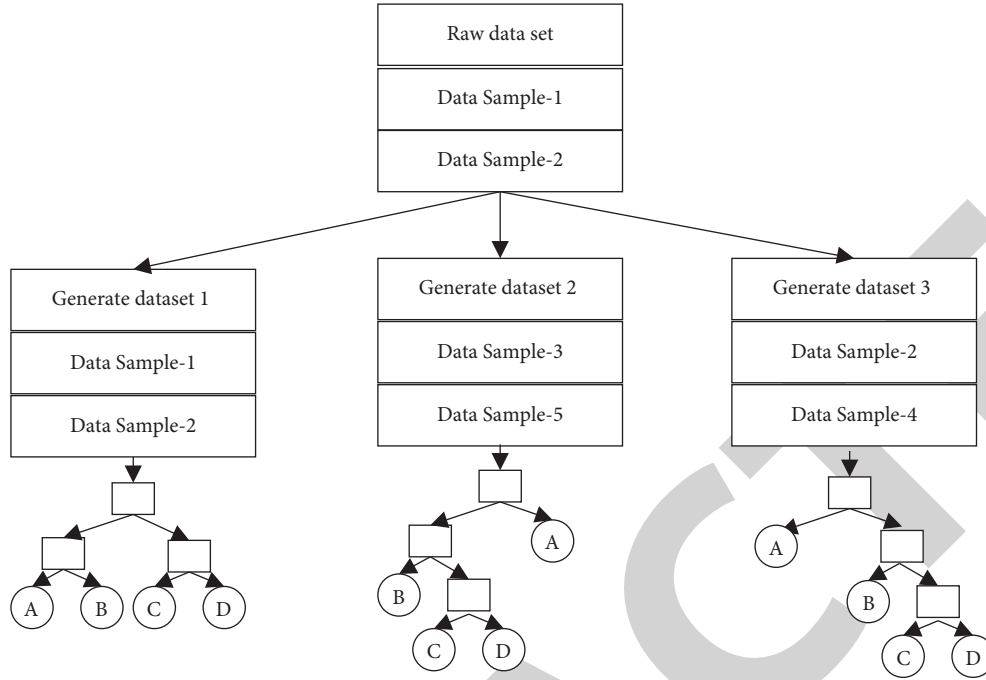 Raw data set
Data Sample-1
Data Sample-2
Generate dataset 1
Data Sample-1
Data Sample-2
Generate dataset 2
Data Sample-3
Data Sample-5
Generate dataset 3
Data Sample-2
Data Sample-4
A
B
C
D
A
B
C
D
A
B
C
D